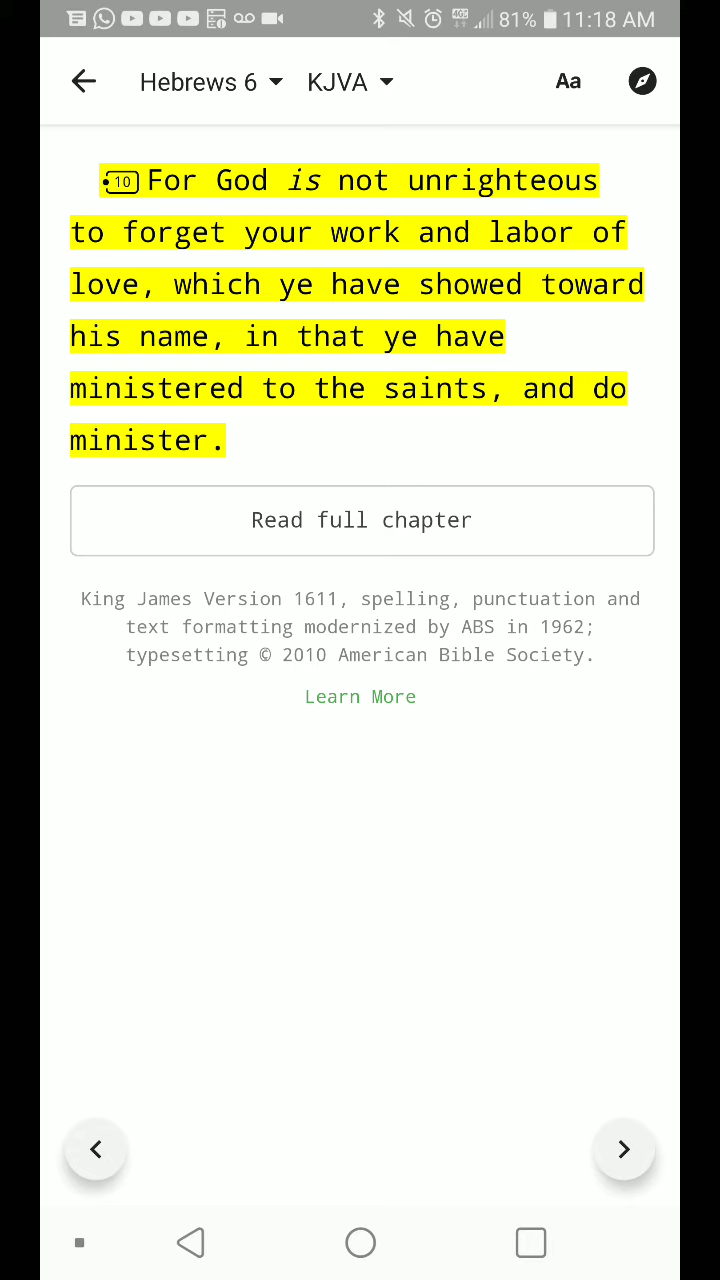 81% 11:18 AM
Hebrews 6 KJVA Aa
10 For God is not unrighteous
to forget your work and labor of
love, which ye have showed toward
his name, in that ye have
ministered to the saints, and do
minister.
Read full chapter
King James Version 1611, spelling, punctuation and
text formatting modernized by ABS in 1962;
typesetting © 2010 American Bible Society.
Learn More